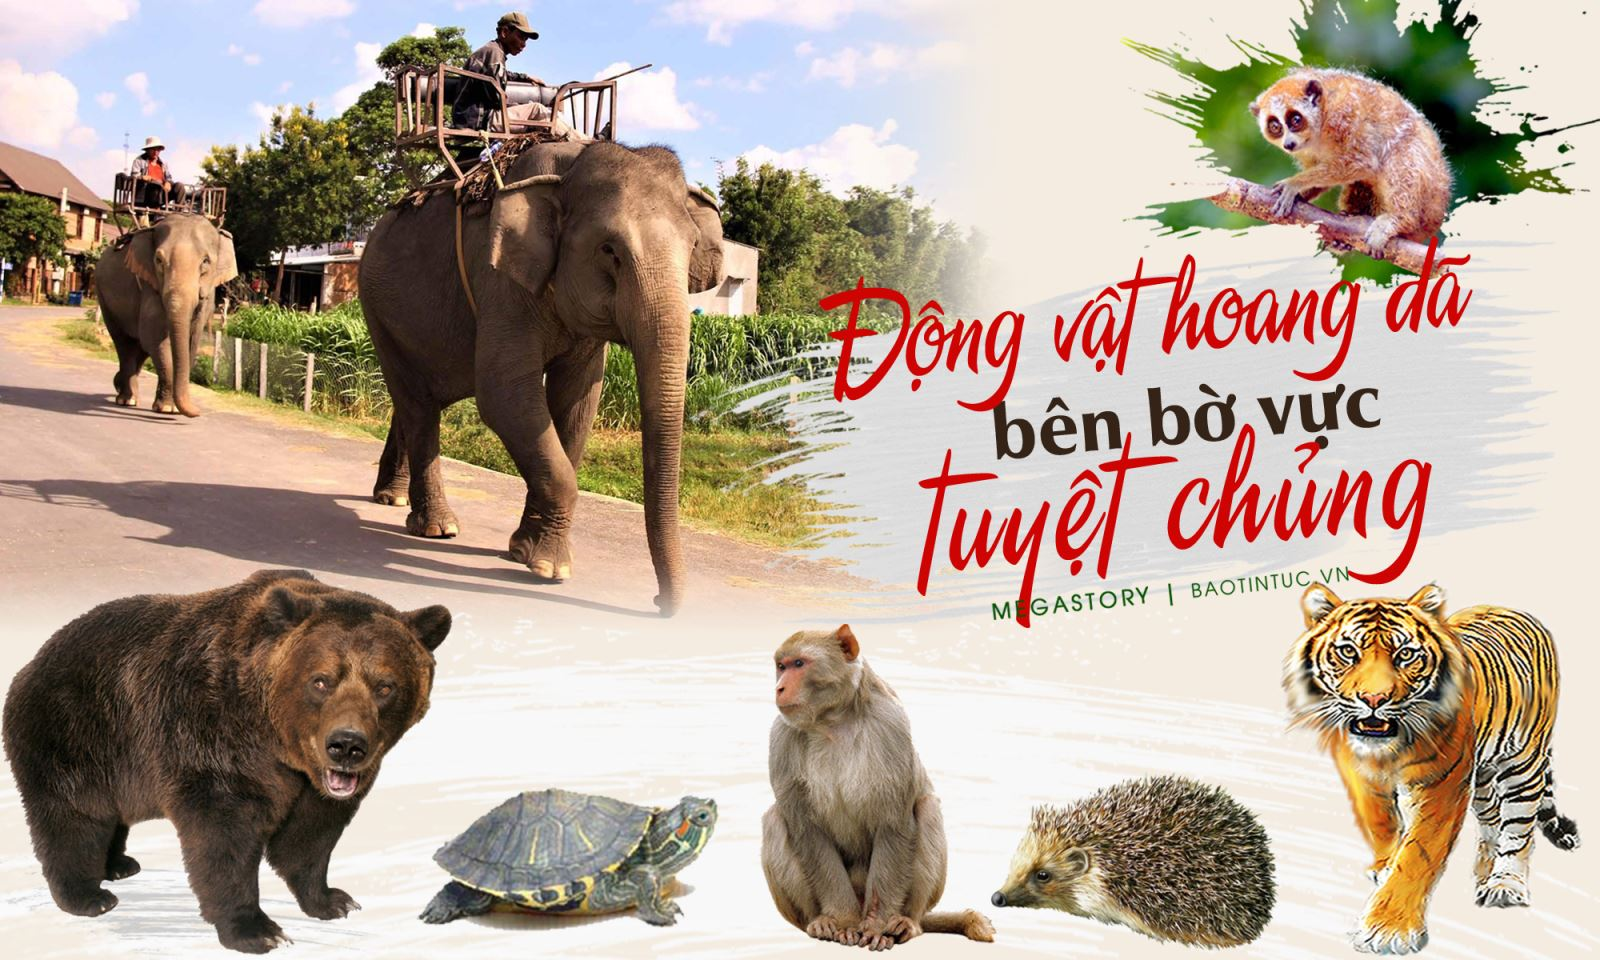 Động vật hoang dã
bên bờ vực
tuyệt chủng
MEGASTORY | BAOTINTUC.VN